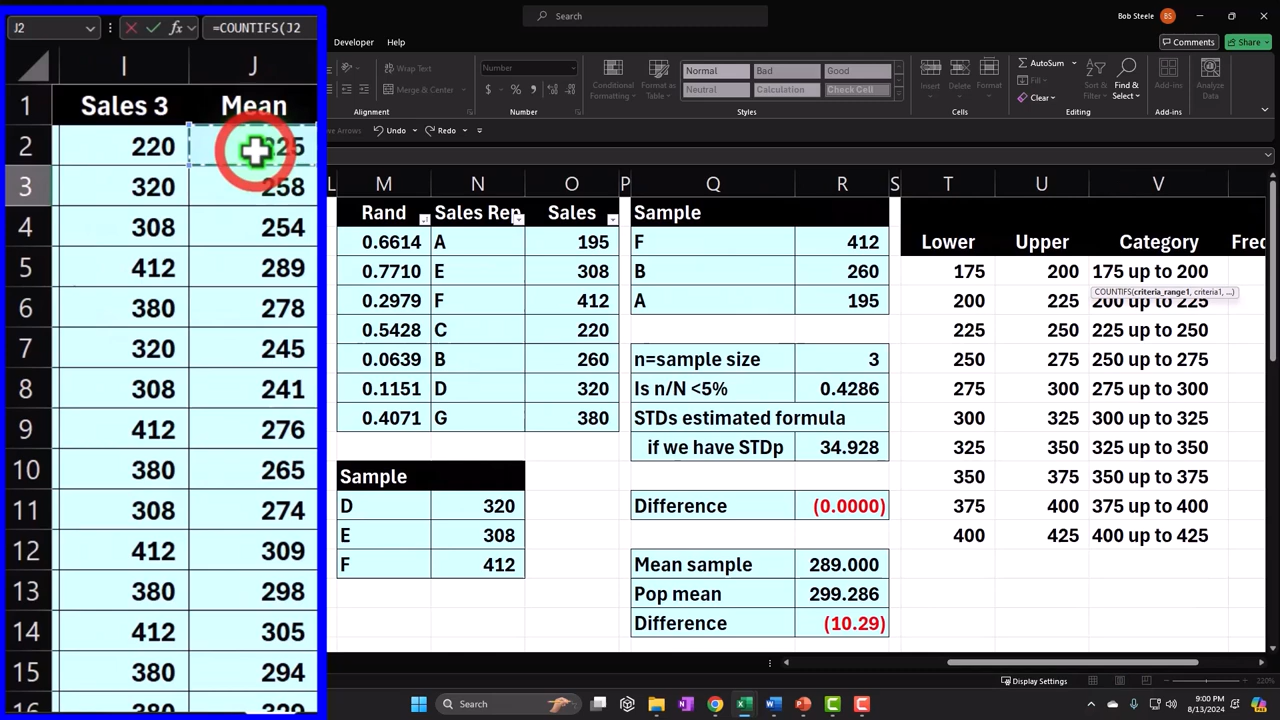 J2
fx
=COUNTIFS(J2
Search
Bob Steele
BS
Developer
Help
Comments
Share
Wrap Text
Merge & Center
Alignment
Number
Number
Conditional
Formatting
Format as
Table
Normal
Bad
Good
Neutral
Calculation
Check Cell
Styles
Insert
Delete
Format
Cells
AutoSum
Fill
Clear
Sort &
Filter
Find &
Select
Editing
Add-ins
Add-ins
Analyze
Data
Undo
Redo
I J
1 Sales 3 Mean
2 220 225
3 320 258
4 308 254
5 412 289
6 380 278
7 320 245
8 308 241
9 412 276
10 380 265
11 308 274
12 412 309
13 380 298
14 412 305
15 380 294
16 380 329
L M N O P Q R S T U V
Rand Sales Rep Sales
0.6614 A 195
0.7710 E 308
0.2979 F 412
0.5428 C 220
0.0639 B 260
0.1151 D 320
0.4071 G 380
Sample
D 320
E 308
F 412
Sample
F 412
B 260
A 195
n=sample size 3
Is n/N <5% 0.4286
STDs estimated formula
if we have STDp 34.928
Difference (0.0000)
Mean sample 289.000
Pop mean 299.286
Difference (10.29)
Lower Upper Category Freq
175 200 175 up to 200
COUNTIFS(criteria_range1, criteria1, ...)
200 225 200 up to 225
225 250 225 up to 250
250 275 250 up to 275
275 300 275 up to 300
300 325 300 up to 325
325 350 325 up to 350
350 375 350 up to 375
375 400 375 up to 400
400 425 400 up to 425
Display Settings
220%
Search
9:00 PM
8/13/2024